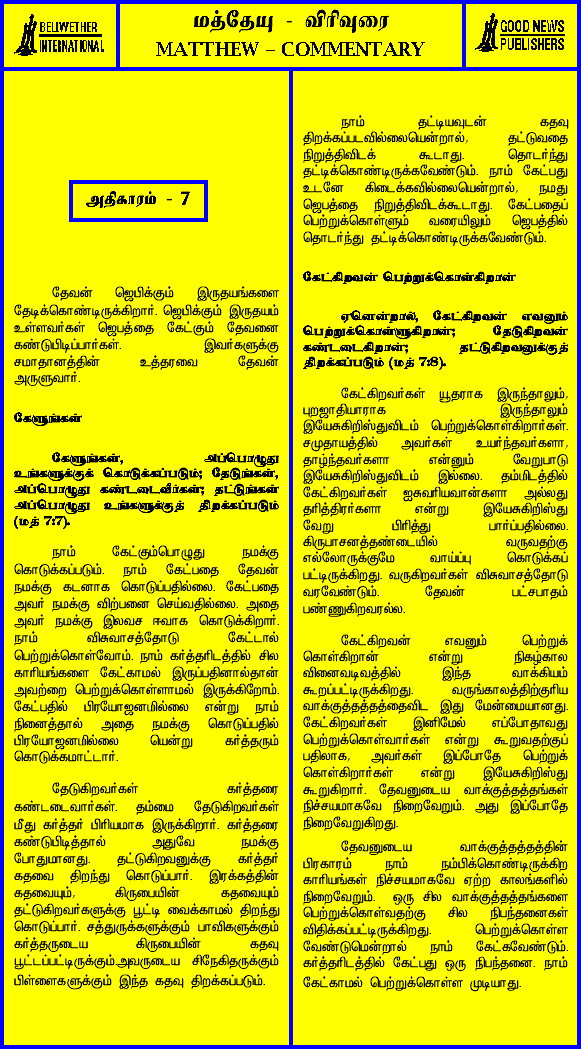 BELIWETHER
INTERNATIONAL
மத்தேயு - விரிவுரை
MATTHEW – COMMENTARY
GOOD NEWS
PUBLISHERS
அதிகாரம் - 7
தேவன் ஜெபிக்கும் இருதயங்களை
தேடிக்கொண்டிருக்கிறார். ஜெபிக்கும் இருதயம்
உள்ளவர்கள் ஜெபத்தை கேட்கும் தேவனை
கண்டுபிடிப்பார்கள். இவர்களுக்கு
சமாதானத்தின் உத்தரவை தேவன்
அருளுவார்.
கேளுங்கள்
கேளுங்கள், அப்பொழுது
உங்களுக்குக் கொடுக்கப்படும்; தேடுங்கள்,
அப்பொழுது கண்டடைவீர்கள்; தட்டுங்கள்
அப்பொழுது உங்களுக்குத் திறக்கப்படும்
(மத் 7:7).
நாம் கேட்கும்பொழுது நமக்கு
கொடுக்கப்படும். நாம் கேட்பதை தேவன்
நமக்கு கடனாக கொடுப்பதில்லை. கேட்பதை
அவர் நமக்கு விற்பனை செய்வதில்லை. அதை
அவர் நமக்கு இலவச ஈவாக கொடுக்கிறார்.
நாம் விசுவாசத்தோடு கேட்டால்
பெற்றுக்கொள்வோம். நாம் கர்த்தரிடத்தில் சில
காரியங்களை கேட்காமல் இருப்பதினால்தான்
அவற்றை பெற்றுக்கொள்ளாமல் இருக்கிறோம்.
கேட்பதில் பிரயோஜனமில்லை என்று நாம்
நினைத்தால் அதை நமக்கு கொடுப்பதில்
பிரயோஜனமில்லை யென்று கர்த்தரும்
கொடுக்கமாட்டார்.
தேடுகிறவர்கள் கர்த்தரை
கண்டடைவார்கள். தம்மை தேடுகிறவர்கள்
மீது கர்த்தர் பிரியமாக இருக்கிறார். கர்த்தரை
கண்டுபிடித்தால் அதுவே நமக்கு
போதுமானது. தட்டுகிறவனுக்கு கர்த்தர்
கதவை திறந்து கொடுப்பார். இரக்கத்தின்
கதவையும், கிருபையின் கதவையும்
தட்டுகிறவர்களுக்கு பூட்டி வைக்காமல் திறந்து
கொடுப்பார். சத்துருக்களுக்கும் பாவிகளுக்கும்
கர்த்தருடைய கிருபையின் கதவு
பூட்டப்பட்டிருக்கும்.அவருடைய சிநேகிதருக்கும்
பிள்ளைகளுக்கும் இந்த கதவு திறக்கப்படும்.
நாம் தட்டியவுடன் கதவு
திறக்கப்படவில்லையென்றால், தட்டுவதை
நிறுத்திவிடக் கூடாது. தொடர்ந்து
தட்டிக்கொண்டிருக்கவேண்டும். நாம் கேட்பது
உடனே கிடைக்கவில்லையென்றால், நமது
ஜெபத்தை நிறுத்திவிடக்கூடாது. கேட்பதைப்
பெற்றுக்கொள்ளும் வரையிலும் ஜெபத்தில்
தொடர்ந்து தட்டிக்கொண்டிருக்கவேண்டும்.
கேட்கிறவன் பெற்றுக்கொள்கிறான்
ஏனென்றால், கேட்கிறவன் எவனும்
பெற்றுக்கொள்ளுகிறான்; தேடுகிறவன்
கண்டடைகிறான்; தட்டுகிறவனுக்குத்
திறக்கப்படும் (மத் 7:8).
கேட்கிறவர்கள் யூதராக இருந்தாலும்,
புறஜாதியாராக இருந்தாலும்
இயேசுகிறிஸ்துவிடம் பெற்றுக்கொள்கிறார்கள்.
சமுதாயத்தில் அவர்கள் உயர்ந்தவர்களா,
தாழ்ந்தவர்களா என்னும் வேறுபாடு
இயேசுகிறிஸ்துவிடம் இல்லை. தம்மிடத்தில்
கேட்கிறவர்கள் ஐசுவரியவான்களா அல்லது
தரித்திரர்களா என்று இயேசுகிறிஸ்து
வேறு பிரித்து பார்ப்பதில்லை.
கிருபாசனத்தண்டையில் வருவதற்கு
எல்லோருக்குமே வாய்ப்பு கொடுக்கப்
பட்டிருக்கிறது. வருகிறவர்கள் விசுவாசத்தோடு
வரவேண்டும். தேவன் பட்சபாதம்
பண்ணுகிறவரல்ல.
கேட்கிறவன் எவனும் பெற்றுக்
கொள்கிறான் என்று நிகழ்கால
வினைவடிவத்தில் இந்த வாக்கியம்
கூறப்பட்டிருக்கிறது. வருங்காலத்திற்குரிய
வாக்குத்தத்தத்தைவிட இது மேன்மையானது.
கேட்கிறவர்கள் இனிமேல் எப்போதாவது
பெற்றுக்கொள்வார்கள் என்று கூறுவதற்குப்
பதிலாக, அவர்கள் இப்போதே பெற்றுக்
கொள்கிறார்கள் என்று இயேசுகிறிஸ்து
கூறுகிறார். தேவனுடைய வாக்குத்தத்தங்கள்
நிச்சயமாகவே நிறைவேறும். அது இப்போதே
நிறைவேறுகிறது.
தேவனுடைய வாக்குத்தத்தத்தின்
பிரகாரம் நாம் நம்பிக்கொண்டிருக்கிற
காரியங்கள் நிச்சயமாகவே ஏற்ற காலங்களில்
நிறைவேறும். ஒரு சில வாக்குத்தத்தங்களை
பெற்றுக்கொள்வதற்கு சில நிபந்தனைகள்
விதிக்கப்பட்டிருக்கிறது. பெற்றுக்கொள்ள
வேண்டுமென்றால் நாம் கேட்கவேண்டும்.
கர்த்தரிடத்தில் கேட்பது ஒரு நிபந்தனை. நாம்
கேட்காமல் பெற்றுக்கொள்ள முடியாது.